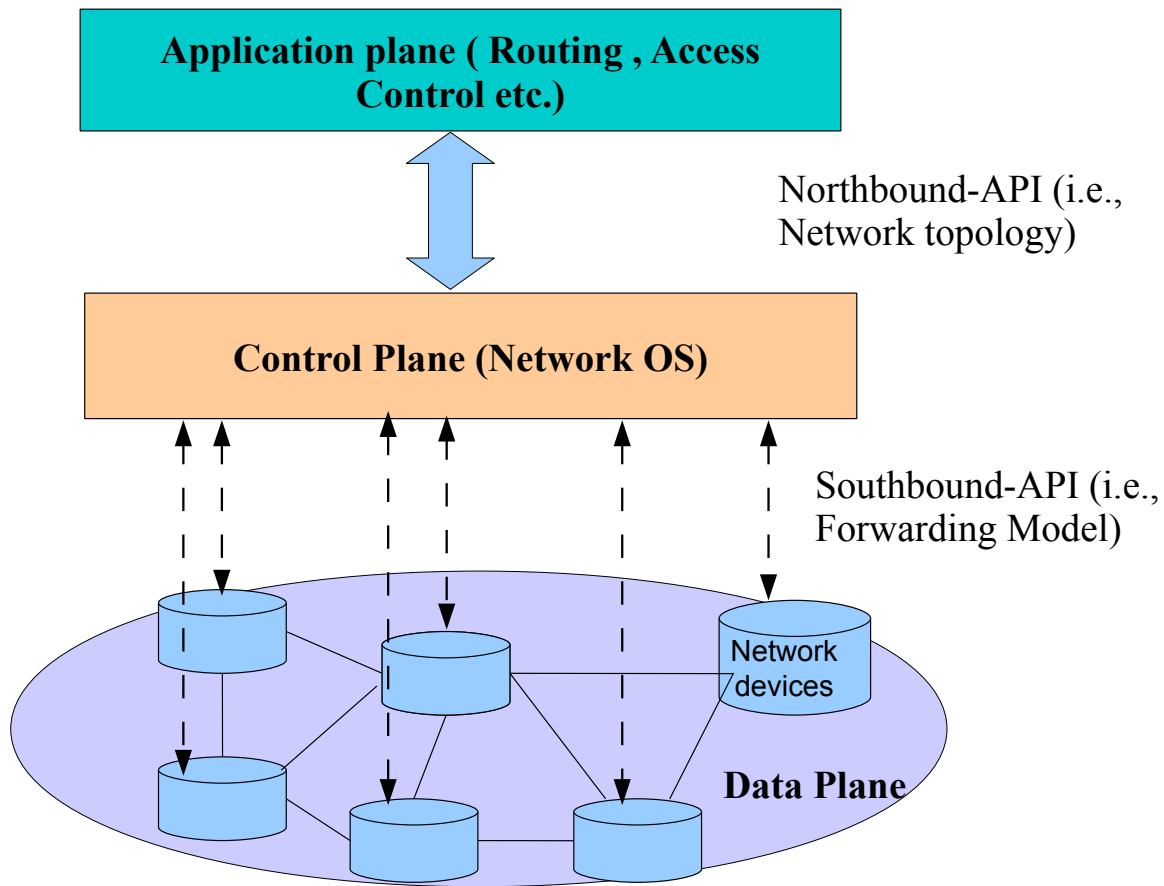 Application plane ( Routing , Access
Control etc.)
Northbound-API (i.e.,
Network topology)
Control Plane (Network OS)
Southbound-API (i.e.,
Forwarding Model)
Network
devices
Data Plane